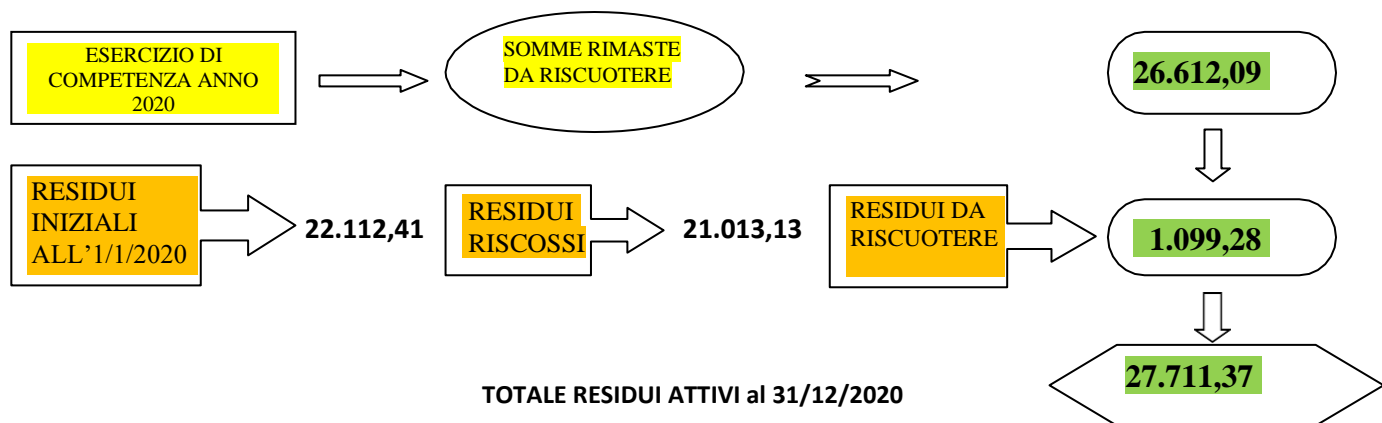 ESERCIZIO DI
COMPETENZA ANNO
2020
SOMME RIMASTE
DA RISCUOTERE
26.612,09
RESIDUI
INIZIALI
ALL’1/1/2020
22.112,41
RESIDUI
RISCOSSI
21.013,13
RESIDUI DA
RISCUOTERE
1.099,28
TOTALE RESIDUI ATTIVI al 31/12/2020
27.711,37